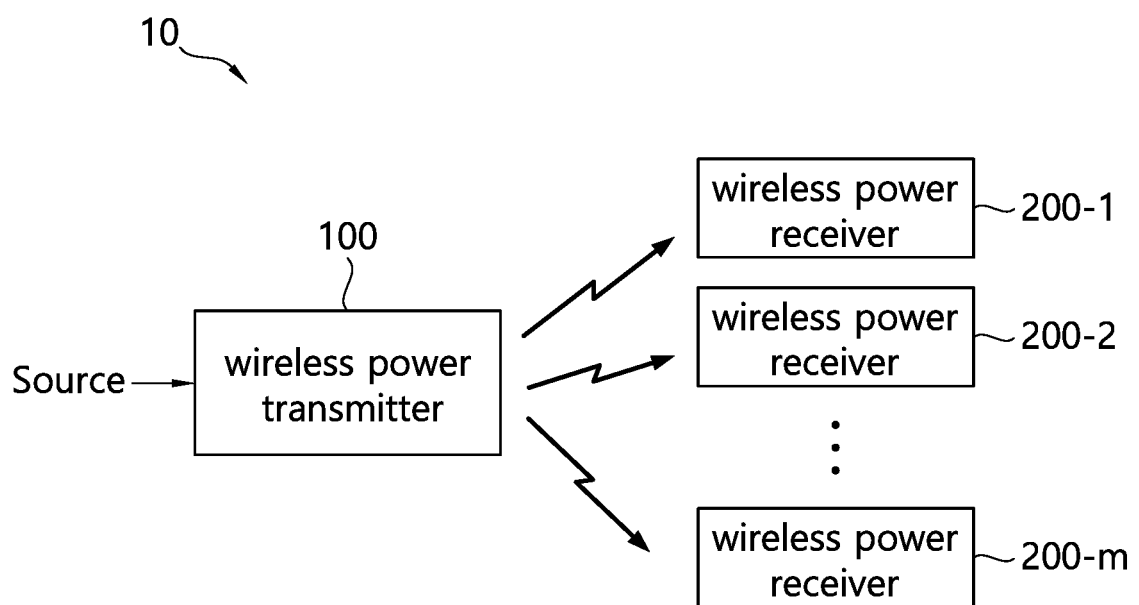 10
100
Source
wireless power
transmitter
wireless power
receiver
200-1
wireless power
receiver
200-2
wireless power
receiver
200-m